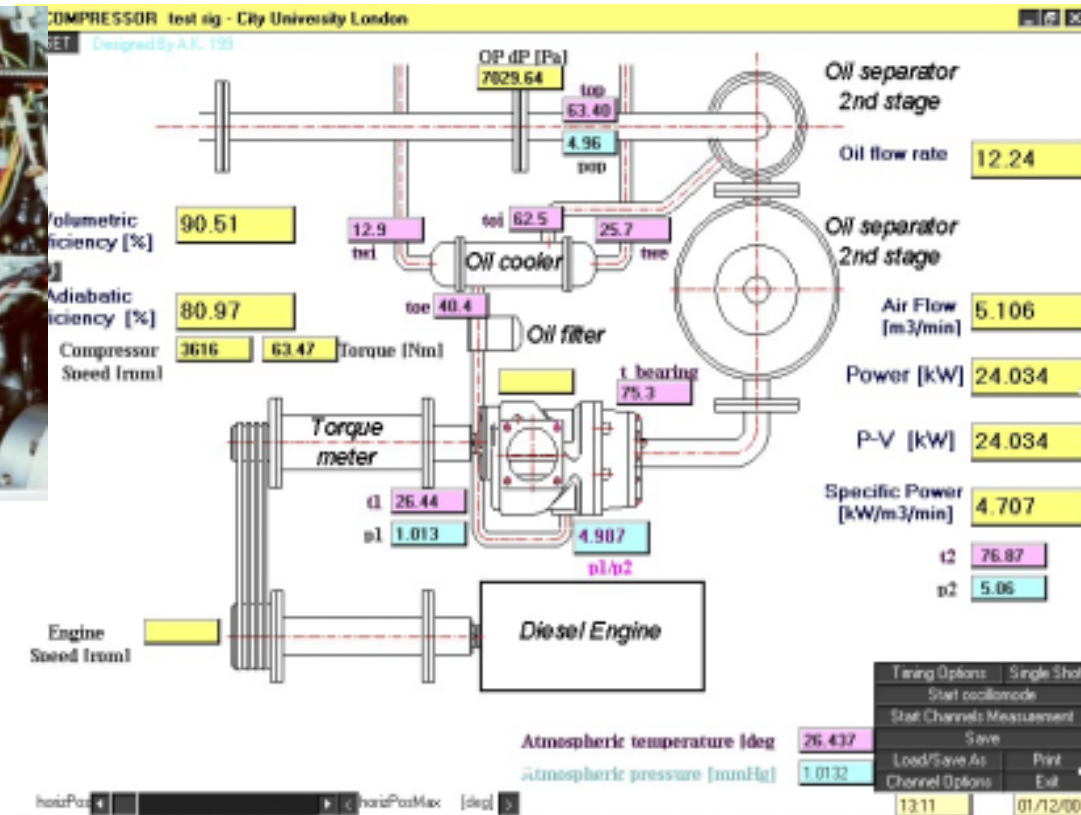 COMPRESSOR test rig - City University London
SET Designed By A.K. 199
OP dP [Pa]
7029.64
top
63.40
4.96
pop
Oil separator
2nd stage
Oil flow rate 12.24
Volumetric
ficiency [%] 90.51
12.9
twi
toi 62.5
25.7
twe
Oil cooler
Oil separator
2nd stage
Adiabatic
ficiency [%] 80.97
toe 40.4
Oil filter
Air Flow
[m3/min] 5.106
Compressor
Speed [rpm] 3616 63.47 Torque [Nm]
t_bearing
75.3
Power [kW] 24.034
Torque
meter
P-V [kW] 24.034
t1 26.44
p1 1.013
4.987
p1/p2
Specific Power
[kW/m3/min] 4.707
t2 76.87
p2 5.06
Engine
Speed [rpm]
Diesel Engine
Timing Options Single Shot
Start oscillomode
Start Channels Measurement
Save
Load/Save As Print
Channel Options Exit
Atmospheric temperature [deg 26.437
Atmospheric pressure [mmHg] 1.0132
horizPos horizPosMax [deg]
13:11 01/12/00